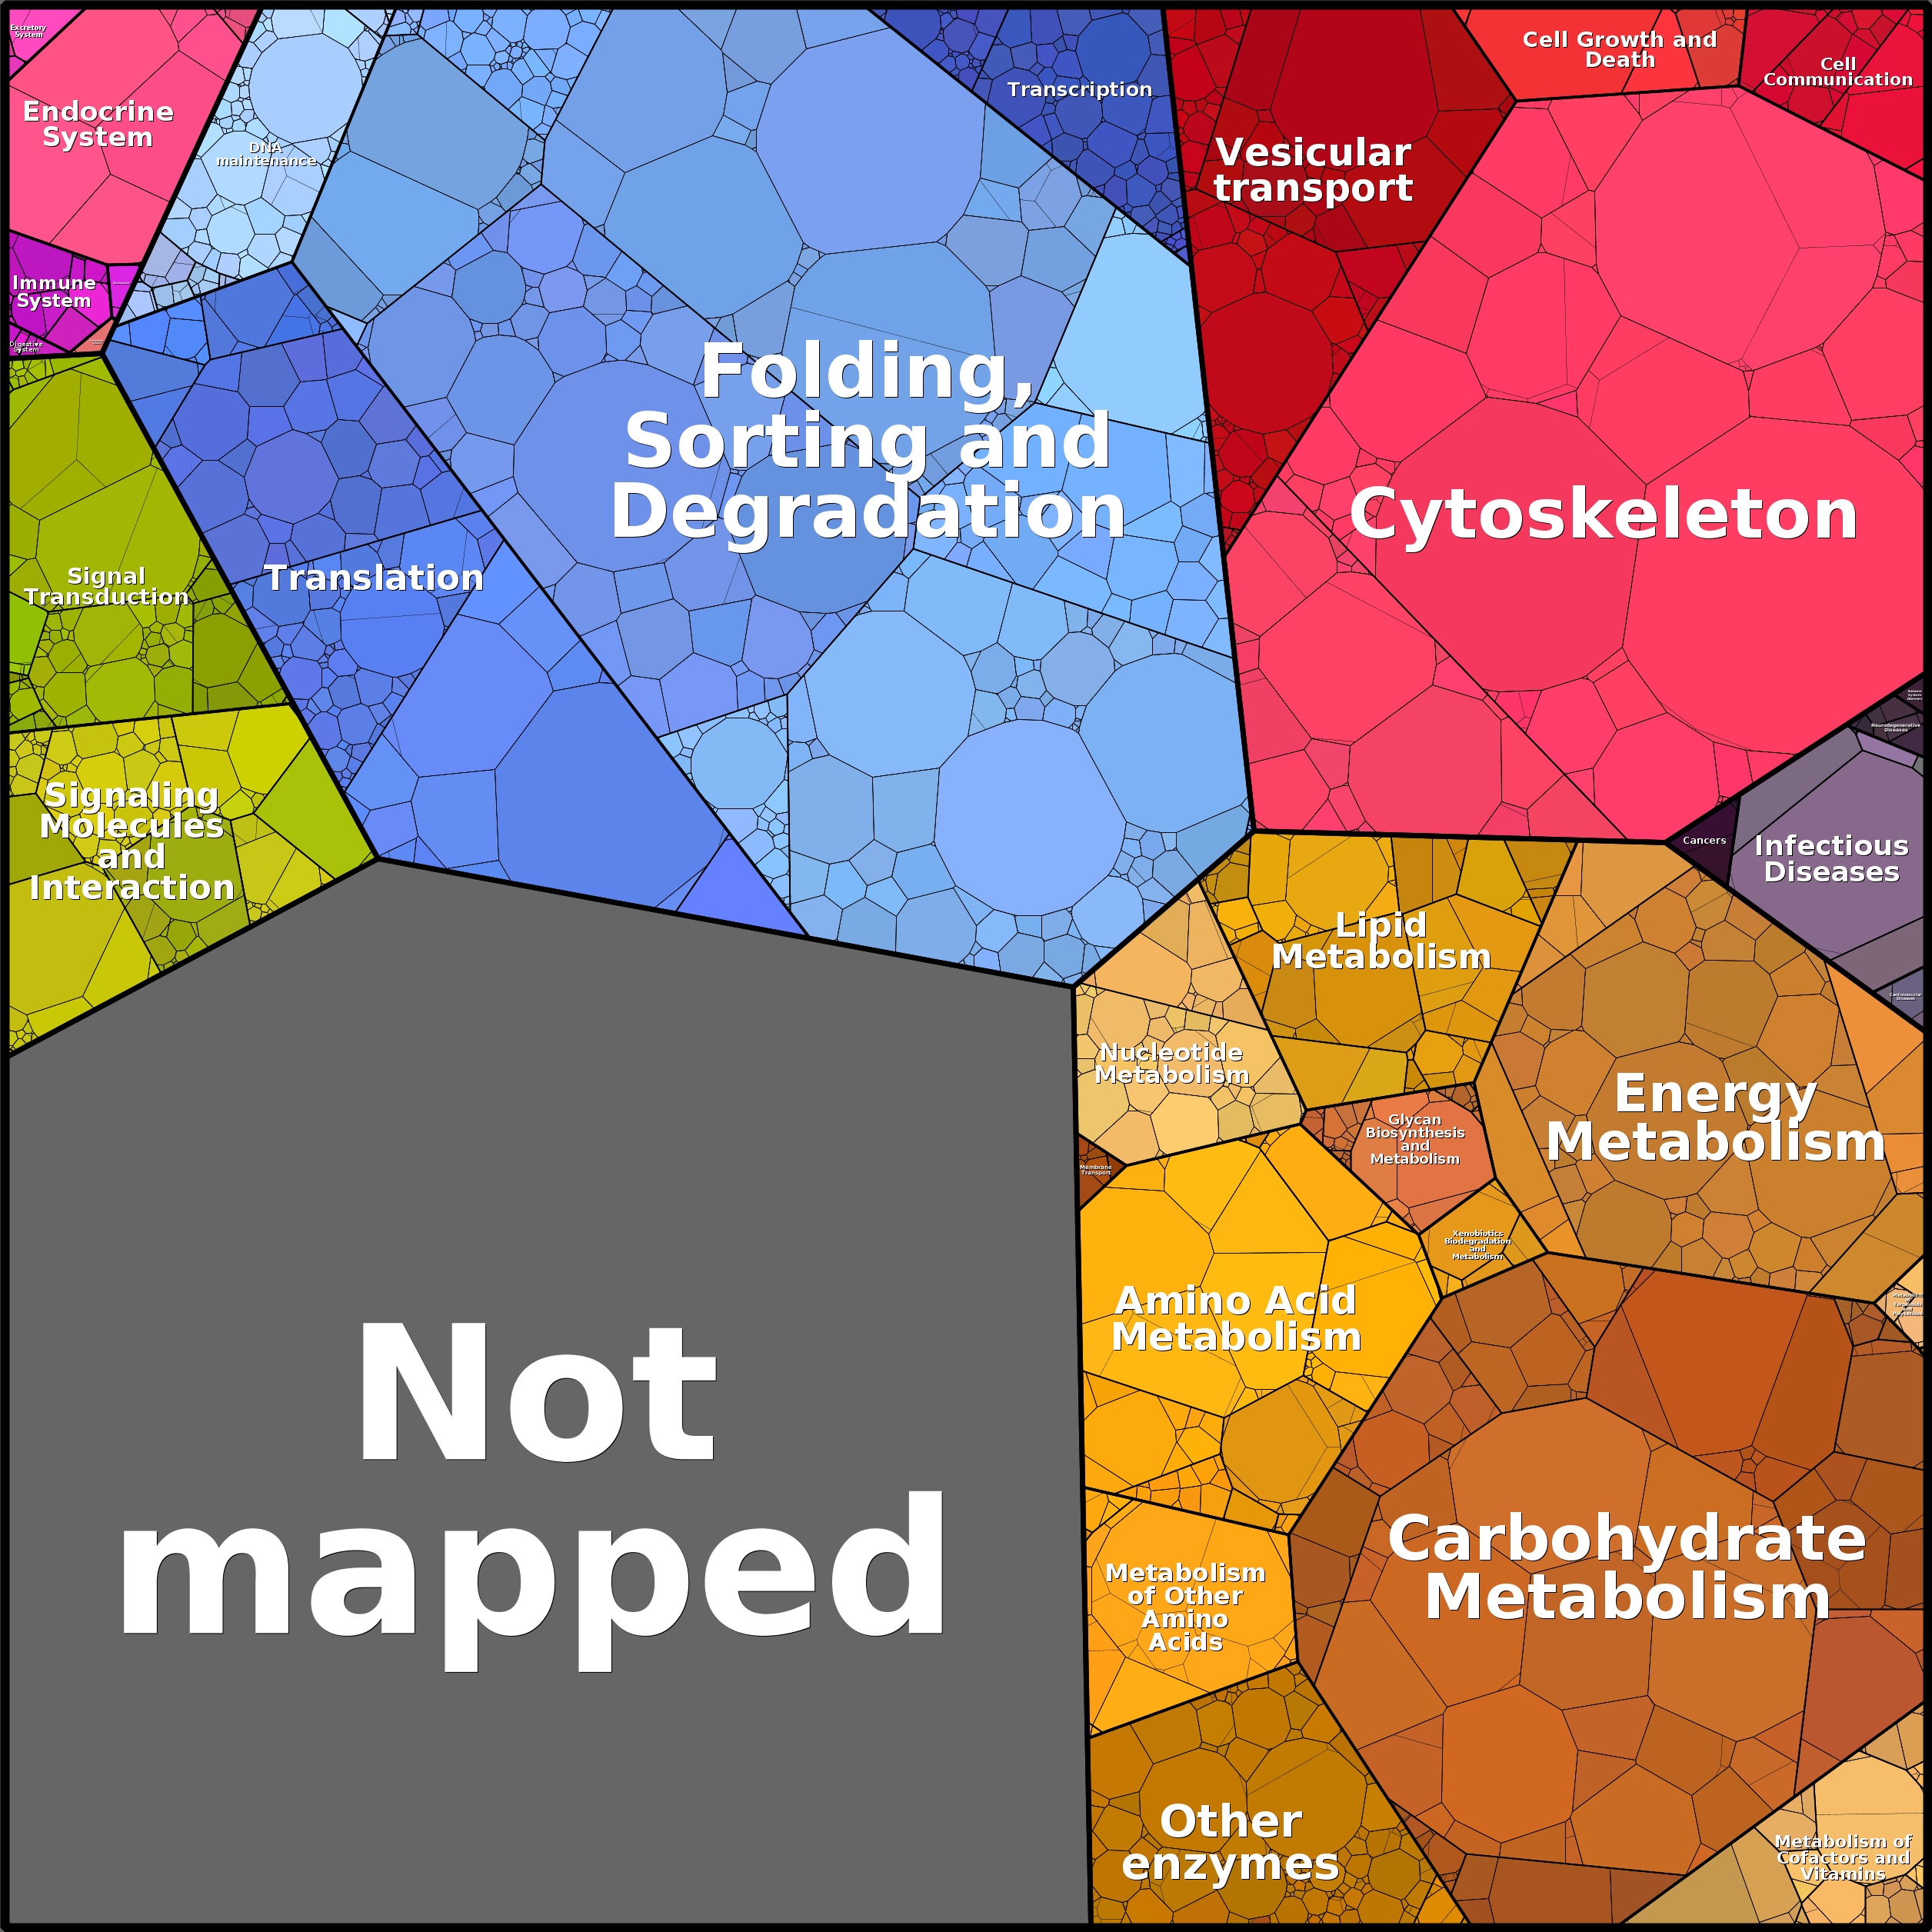 Excretory
System
Endocrine
System
DNA
maintenance
Immune
System
Digestive
System
Transcription
Vesicular
transport
Cell Growth and
Death
Cell
Communication
Folding,
Sorting and
Degradation
Cytoskeleton
Signal
Transduction
Translation
Neurodegenerative
Diseases
Cancers
Infectious
Diseases
Cardiovascular
Diseases
Signaling
Molecules
and
Interaction
Lipid
Metabolism
Nucleotide
Metabolism
Energy
Metabolism
Glycan
Biosynthesis
and
Metabolism
Membrane
Transport
Xenobiotics
Biodegradation
and
Metabolism
Amino Acid
Metabolism
Not
mapped
Carbohydrate
Metabolism
Metabolism
of Other
Amino
Acids
Other
enzymes
Metabolism of
Cofactors and
Vitamins